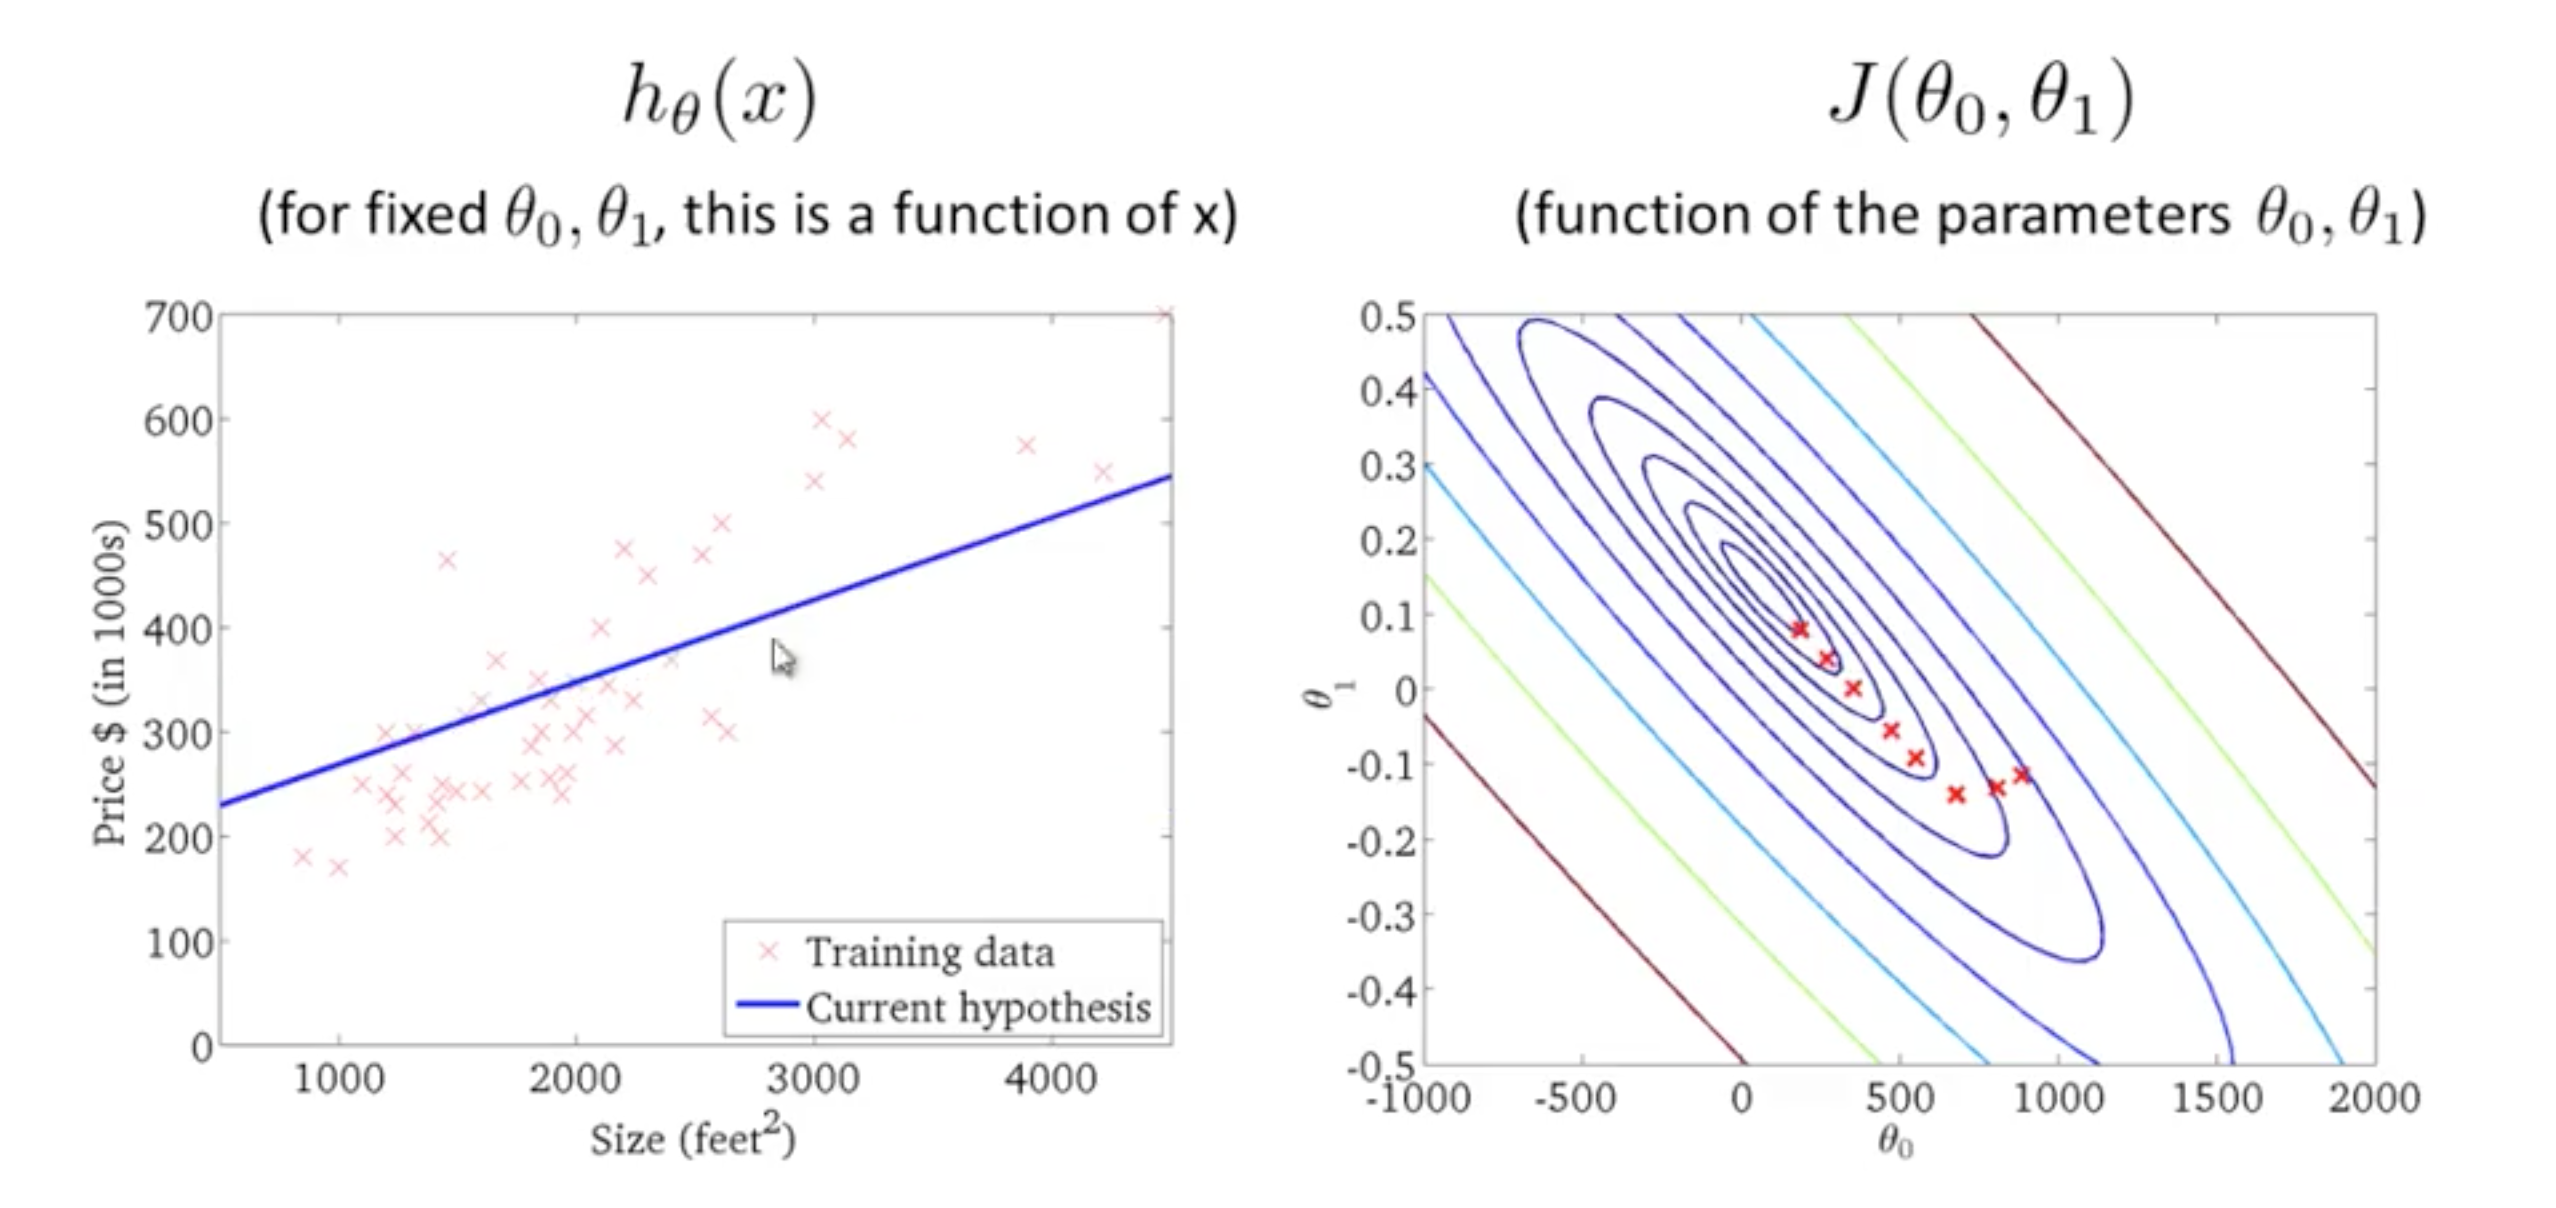 hθ(x)
(for fixed θ0, θ1, this is a function of x)
700
600
500
400
300
200
100
0
Price $ (in 1000s)
1000 2000 3000 4000
Size (feet²)
Training data
Current hypothesis
J(θ0, θ1)
(function of the parameters θ0, θ1)
0.5
0.4
0.3
0.2
0.1
0
-0.1
-0.2
-0.3
-0.4
-0.5
θ1
-1000 -500 0 500 1000 1500 2000
θ0